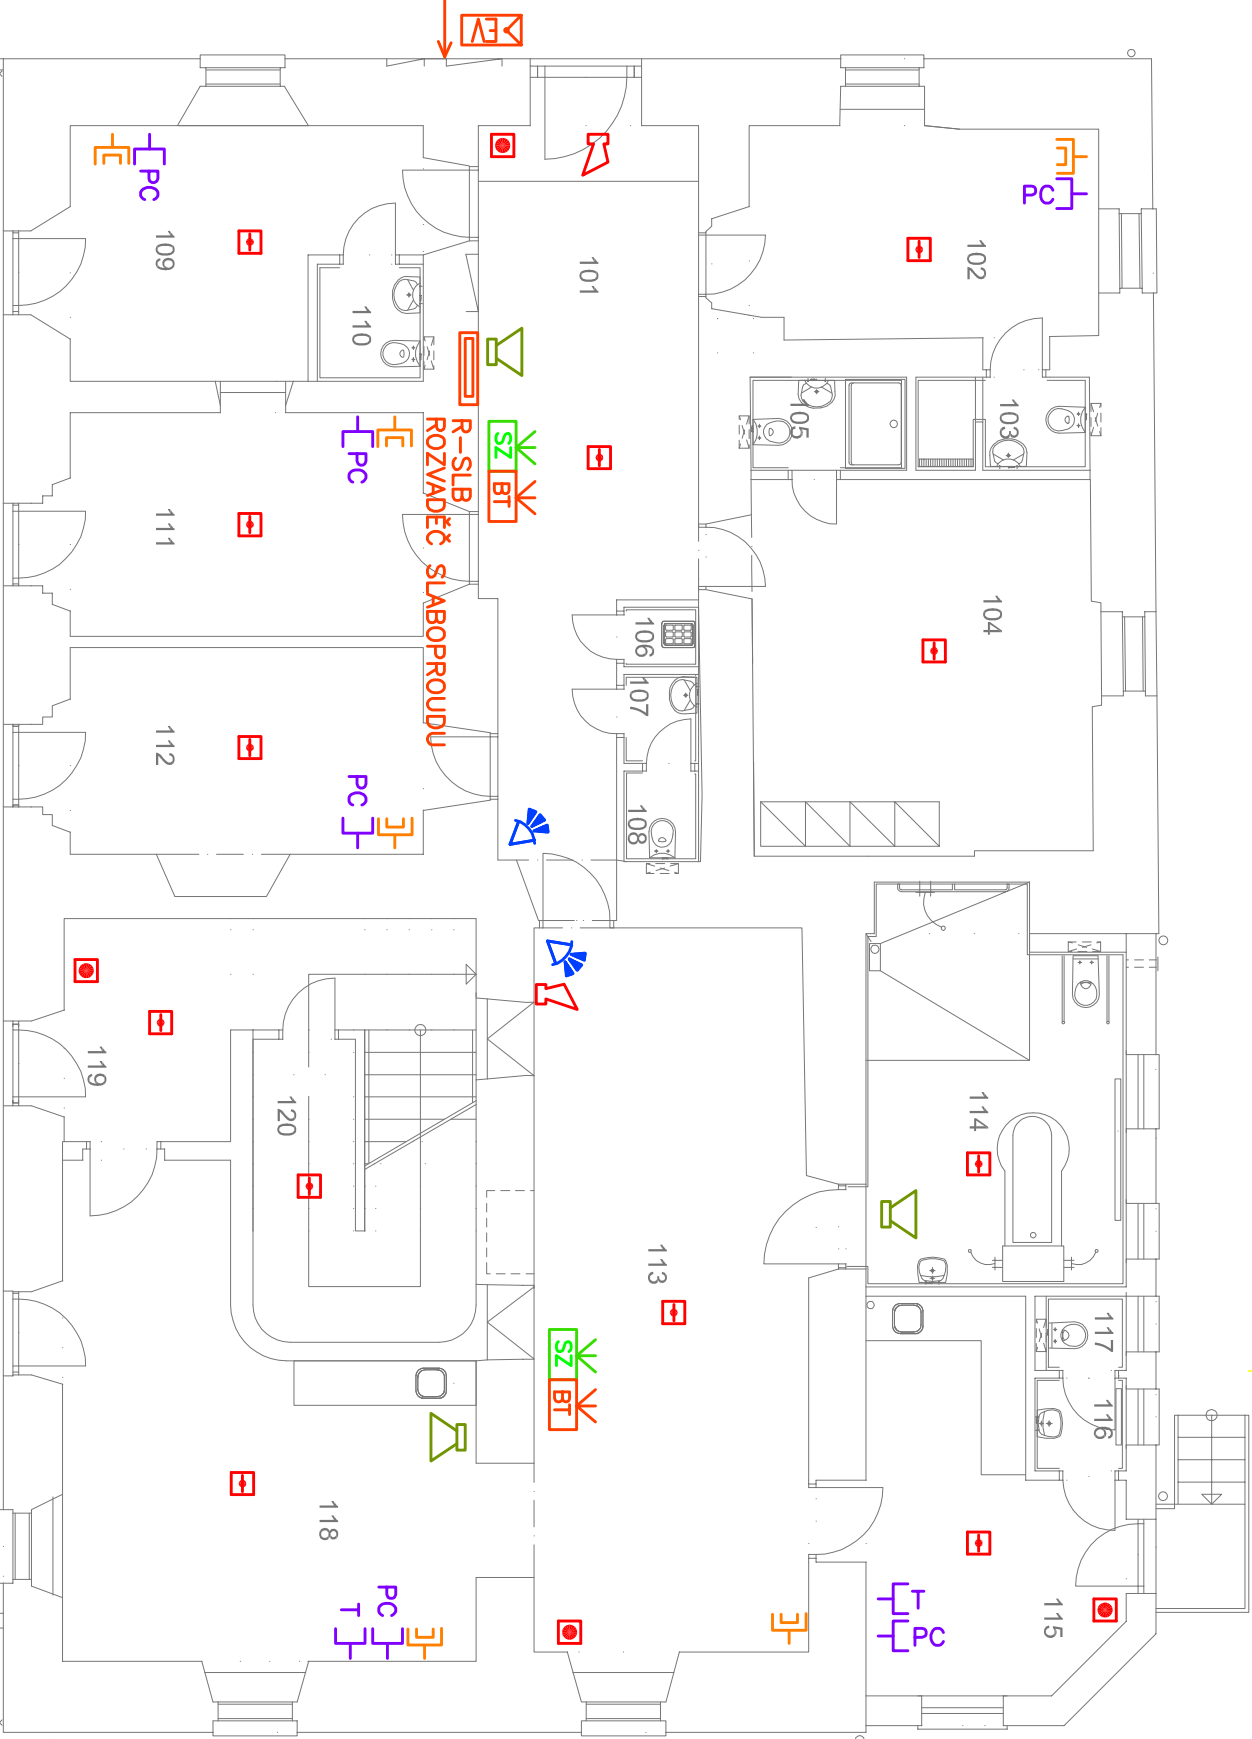 EV
PC
109
110
101
102
PC
103
105
104
PC
111
R-SLB
ROZVADĚČ SLABOPROUDU
SZ
BT
106
107
108
112
PC
119
120
113
114
SZ
BT
117
116
118
PC
T
T
PC
115